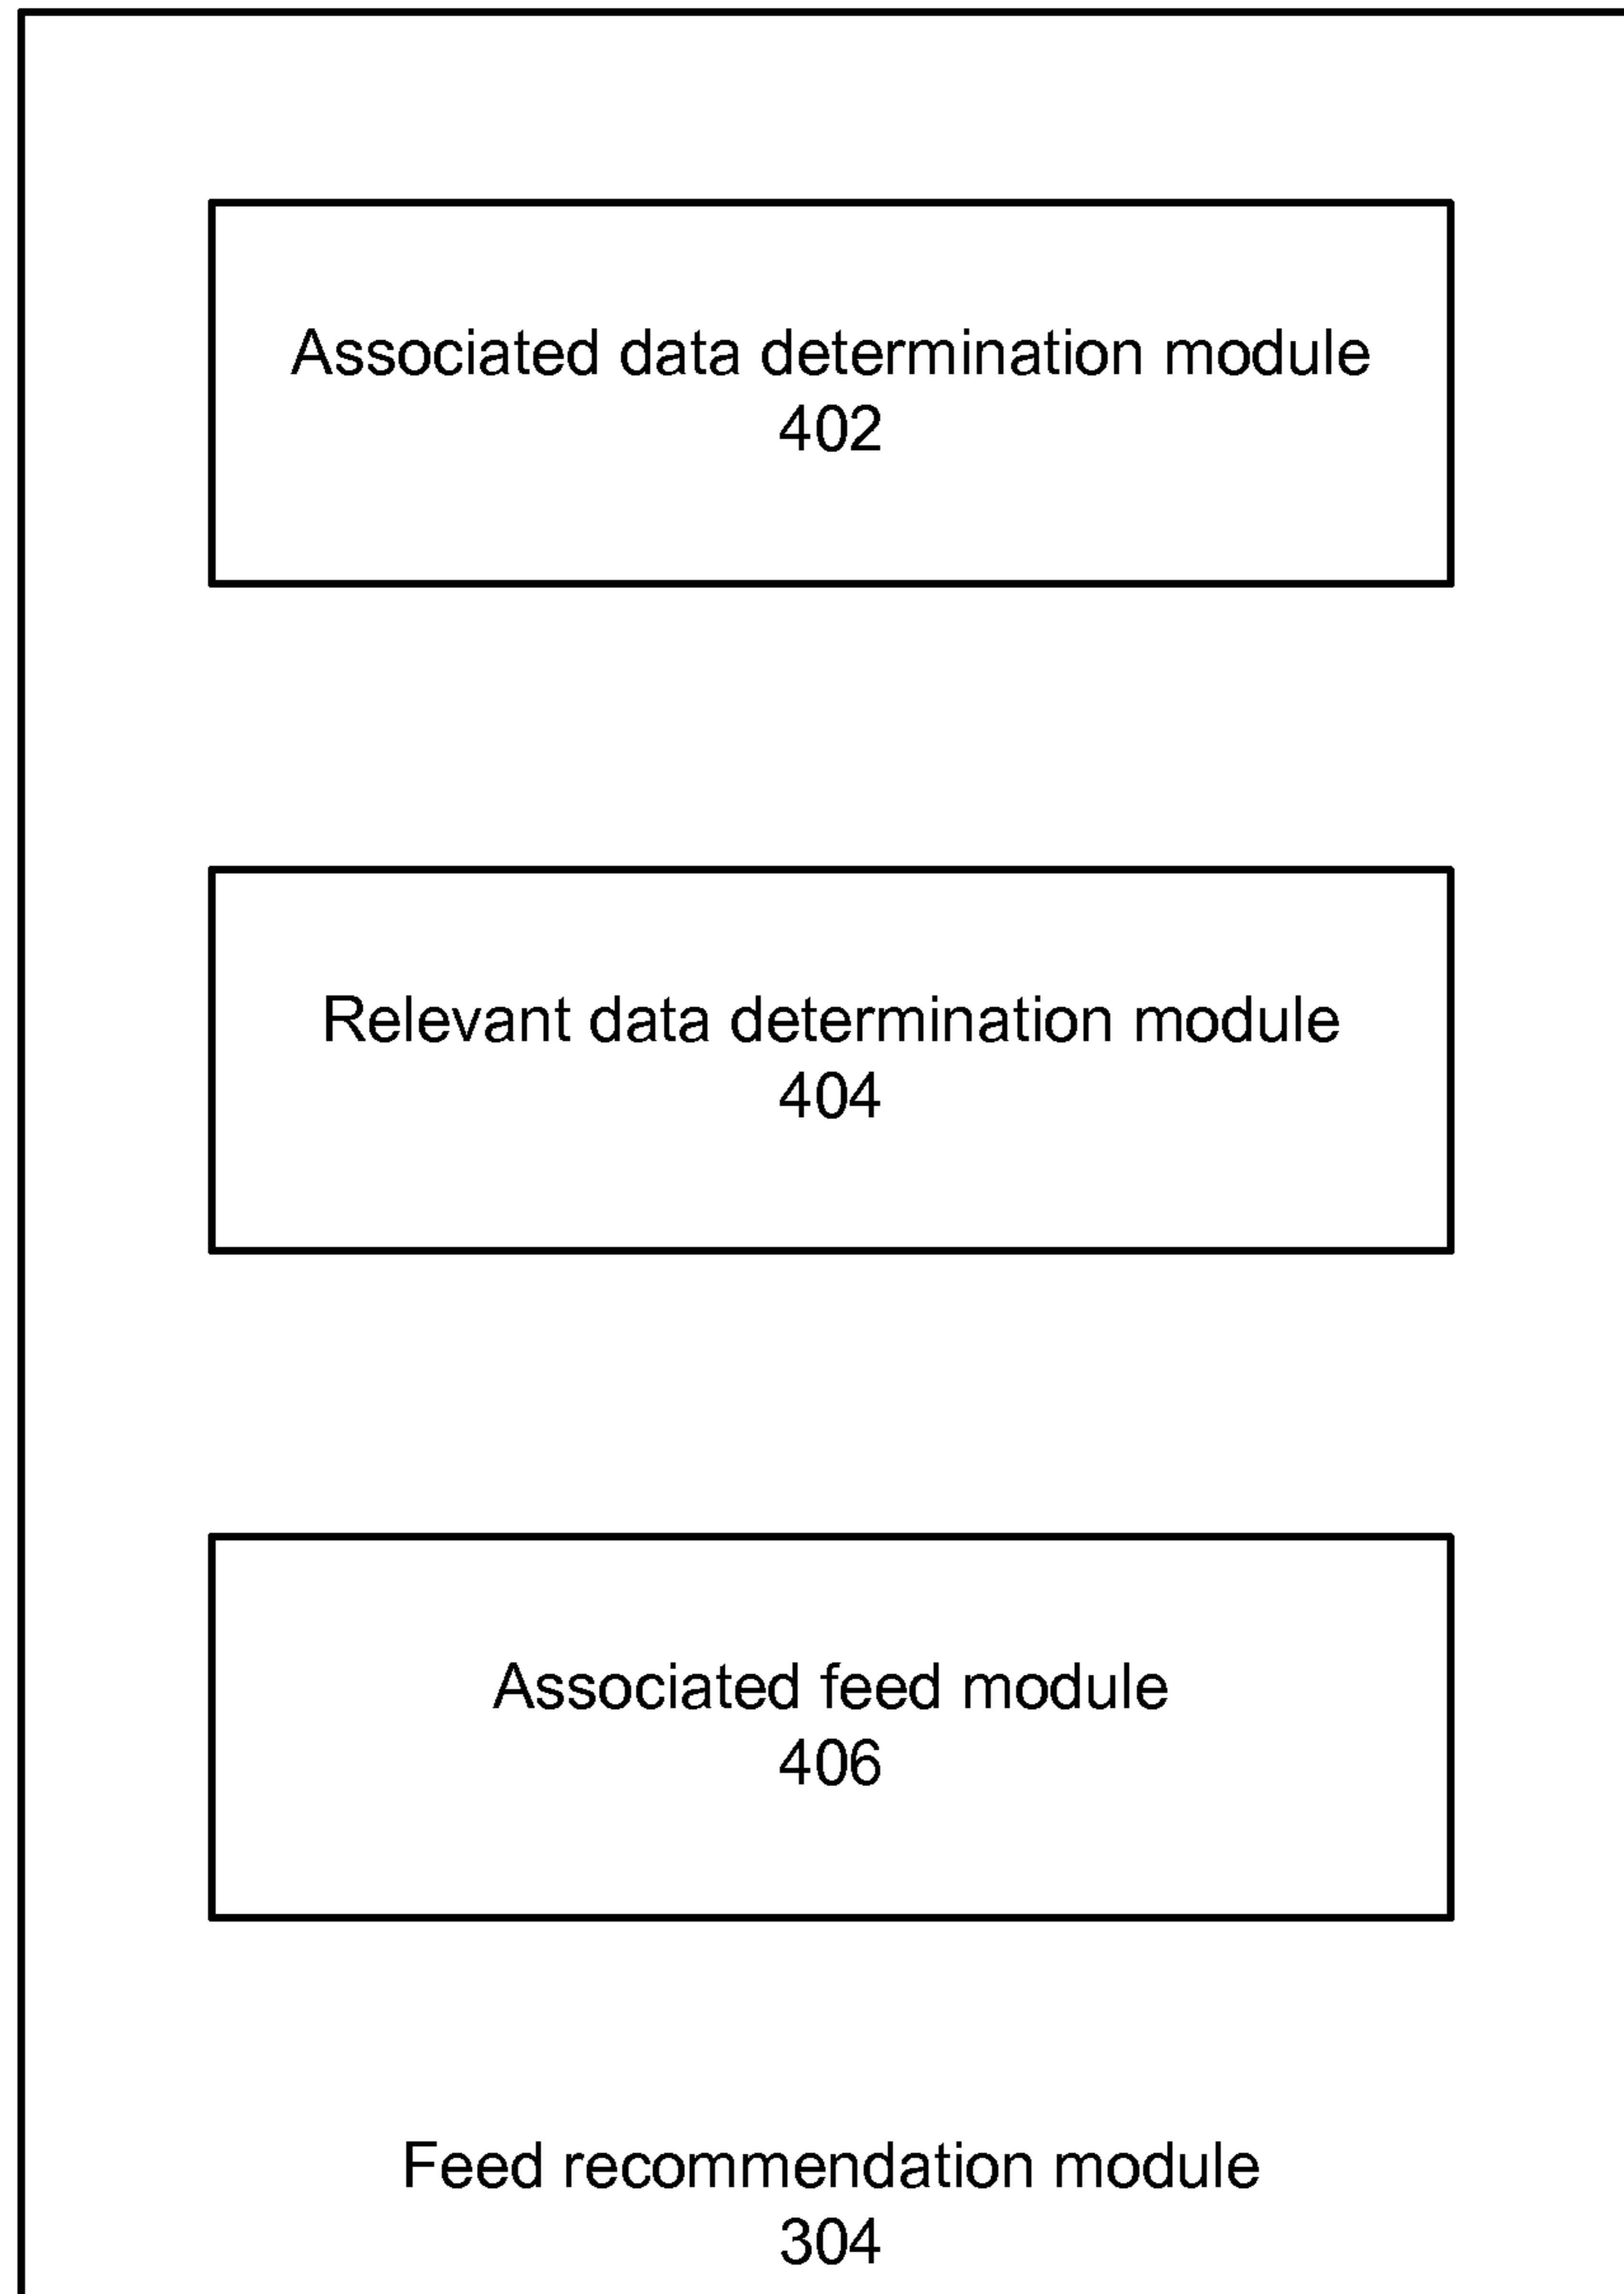 Associated data determination module
402
Relevant data determination module
404
Associated feed module
406
Feed recommendation module
304